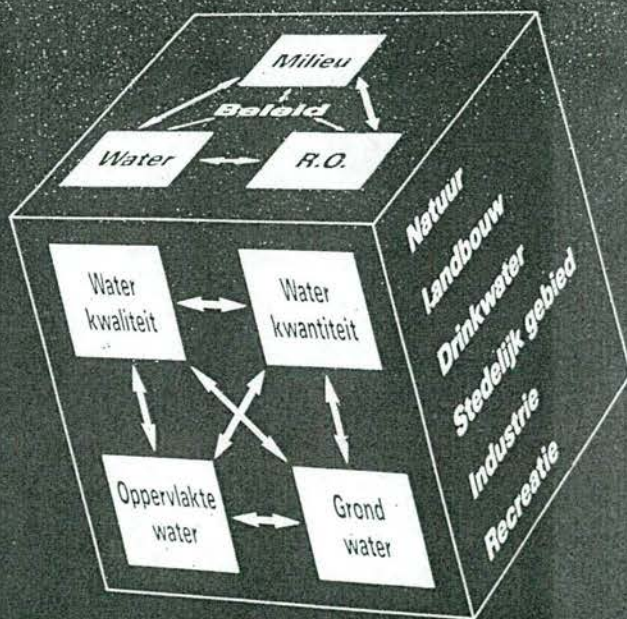 Milieu
Beleid
Water
R.O.
Water
kwaliteit
Water
kwantiteit
Oppervlakte
water
Grond
water
Natuur
Landbouw
Drinkwater
Stedelijk gebied
Industrie
Recreatie